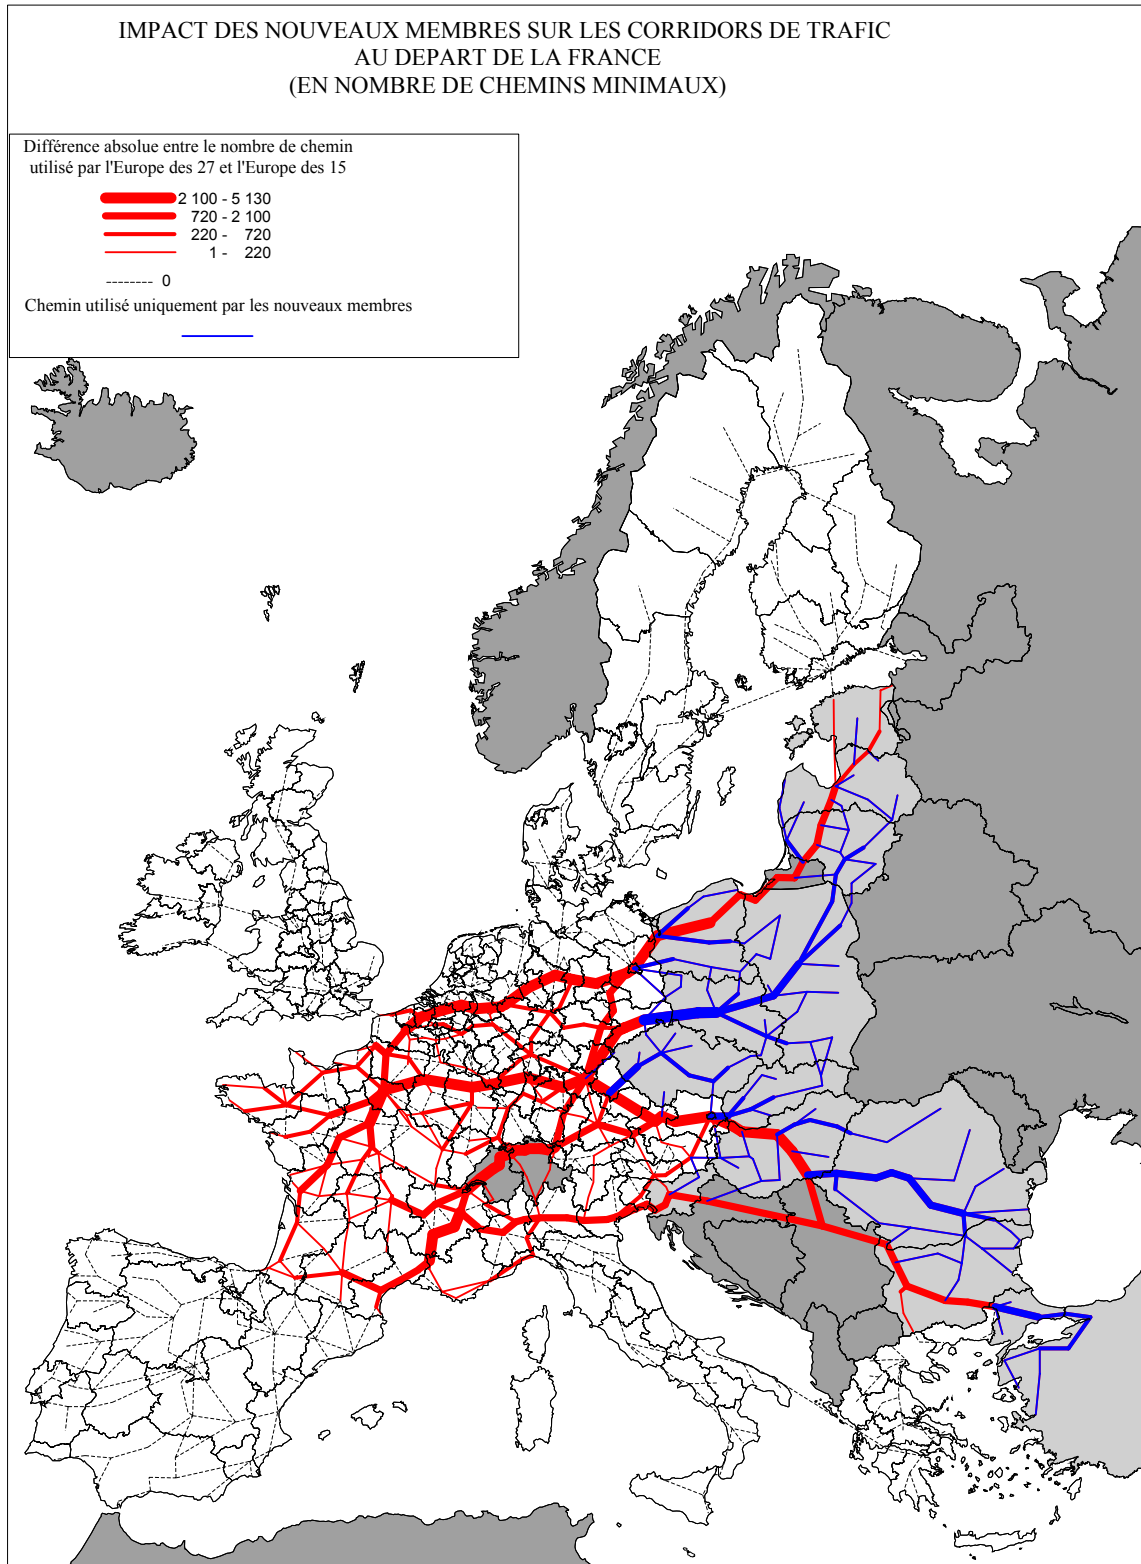 IMPACT DES NOUVEAUX MEMBRES SUR LES CORRIDORS DE TRAFIC
AU DEPART DE LA FRANCE
(EN NOMBRE DE CHEMINS MINIMAUX)
Différence absolue entre le nombre de chemin
utilisé par l'Europe des 27 et l'Europe des 15
2 100 - 5 130
720 - 2 100
220 - 720
1 - 220
0
Chemin utilisé uniquement par les nouveaux membres